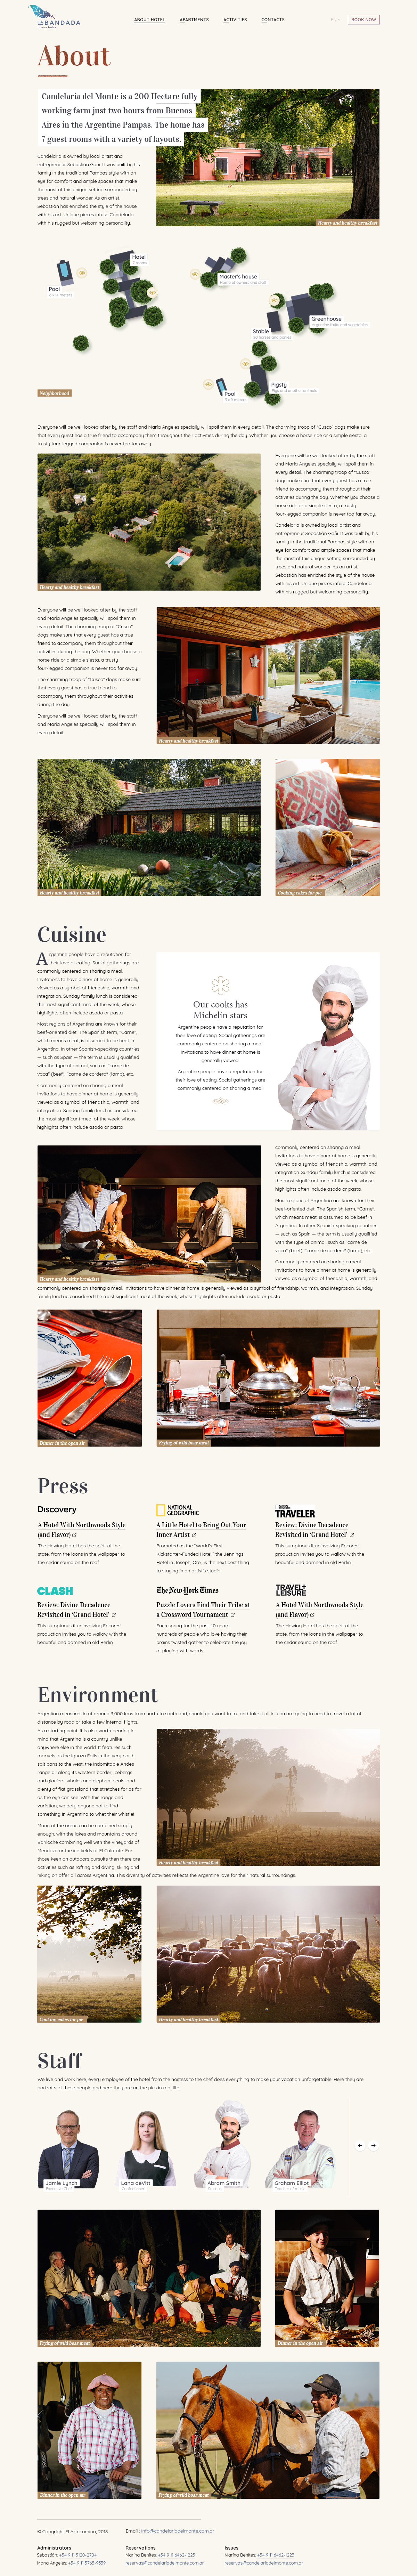 LA BANDADA
ABOUT HOTEL
APARTMENTS
ACTIVITIES
CONTACTS
BOOK NOW
About
Candelaria del Monte is a 200 Hectare fully
working farm just two hours from Buenos
Aires in the Argentine Pampas. The home has
7 guest rooms with a variety of layouts.
Candelaria is owned by local artist and
entrepreneur Sebastián Goñi. It was built by his
family in the traditional Pampas style with an
eye for comfort and ample spaces that make
the most of this unique setting surrounded by
trees and natural wonder. As an artist,
Sebastián has enriched the style of the house
with his art. Unique pieces infuse Candelaria
with his rugged but welcoming personality.
Hearty and healthy breakfast
Hotel
7 rooms
Pool
6 × 14 meters
Master's house
Home of owners and staff
Greenhouse
Argentine fruits and vegetables
Stable
20 horses and ponies
Pigsty
Pigs and another animals
Pool
3 × 9 meters
Neighborhood
Everyone will be well looked after by the staff and María Angeles specially will spoil them in every detail. The charming troop of "Cusco" dogs make sure
that every guest has a true friend to accompany them throughout their activities during the day. Whether you choose a horse ride or a simple siesta, a
trusty four-legged companion is never too far away.
Hearty and healthy breakfast
Everyone will be well looked after by the staff
and María Angeles specially will spoil them in
every detail. The charming troop of "Cusco"
dogs make sure that every guest has a true
friend to accompany them throughout their
activities during the day. Whether you choose a
horse ride or a simple siesta, a trusty
four-legged companion is never too far away.
Candelaria is owned by local artist and
entrepreneur Sebastián Goñi. It was built by his
family in the traditional Pampas style with an
eye for comfort and ample spaces that make
the most of this unique setting surrounded by
trees and natural wonder. As an artist,
Sebastián has enriched the style of the house
with his art. Unique pieces infuse Candelaria
with his rugged but welcoming personality.
Everyone will be well looked after by the staff
and María Angeles specially will spoil them in
every detail. The charming troop of "Cusco"
dogs make sure that every guest has a true
friend to accompany them throughout their
activities during the day. Whether you choose a
horse ride or a simple siesta, a trusty
four-legged companion is never too far away.
The charming troop of "Cusco" dogs make sure
that every guest has a true friend to
accompany them throughout their activities
during the day.
Everyone will be well looked after by the staff
and María Angeles specially will spoil them in
every detail.
Hearty and healthy breakfast
Hearty and healthy breakfast
Cooking cakes for pie
Cuisine
Argentine people have a reputation for
their love of eating. Social gatherings are
commonly centered on sharing a meal.
Invitations to have dinner at home is generally
viewed as a symbol of friendship, warmth, and
integration. Sunday family lunch is considered
the most significant meal of the week, whose
highlights often include asado or pasta.
Most regions of Argentina are known for their
beef-oriented diet. The Spanish term, "Carne",
which means meat, is assumed to be beef in
Argentina. In other Spanish-speaking countries
— such as Spain — the term is usually qualified
with the type of animal, such as "carne de
vaca" (beef), "carne de cordero" (lamb), etc.
Commonly centered on sharing a meal.
Invitations to have dinner at home is generally
viewed as a symbol of friendship, warmth, and
integration. Sunday family lunch is considered
the most significant meal of the week, whose
highlights often include asado or pasta.
Our cooks has
Michelin stars
Argentine people have a reputation for
their love of eating. Social gatherings are
commonly centered on sharing a meal.
Invitations to have dinner at home is
generally viewed.
Argentine people have a reputation for
their love of eating. Social gatherings are
commonly centered on sharing a meal.
Hearty and healthy breakfast
commonly centered on sharing a meal.
Invitations to have dinner at home is generally
viewed as a symbol of friendship, warmth, and
integration. Sunday family lunch is considered
the most significant meal of the week, whose
highlights often include asado or pasta.
Most regions of Argentina are known for their
beef-oriented diet. The Spanish term, "Carne",
which means meat, is assumed to be beef in
Argentina. In other Spanish-speaking countries
— such as Spain — the term is usually qualified
with the type of animal, such as "carne de
vaca" (beef), "carne de cordero" (lamb), etc.
Commonly centered on sharing a meal.
Invitations to have dinner at home is generally
viewed as a symbol of friendship, warmth, and
commonly centered on sharing a meal. Invitations to have dinner at home is generally viewed as a symbol of friendship, warmth, and integration. Sunday
family lunch is considered the most significant meal of the week, whose highlights often include asado or pasta.
Dinner in the open air
Frying of wild boar meat
Press
Discovery
A Hotel With Northwoods Style
(and Flavor)
The Hewing Hotel has the spirit of the
state, from the loons in the wallpaper to
the cedar sauna on the roof.
NATIONAL
GEOGRAPHIC
A Little Hotel to Bring Out Your
Inner Artist
Promoted as the "World's First
Kickstarter-Funded Hotel," the Jennings
Hotel in Joseph, Ore., is the next best thing
to staying in an artist's studio.
TRAVELER
Review: Divine Decadence
Revisited in 'Grand Hotel'
This sumptuous if unrevolving Encores!
production invites you to wallow with the
beautiful and damned in old Berlin.
CLASH
Review: Divine Decadence
Revisited in 'Grand Hotel'
This sumptuous if unrevolving Encores!
production invites you to wallow with the
beautiful and damned in old Berlin.
The New York Times
Puzzle Lovers Find Their Tribe at
a Crossword Tournament
Each spring for the past 40 years,
hundreds of people who love having their
brains twisted gather to celebrate the joy
of playing with words.
TRAVEL+
LEISURE
A Hotel With Northwoods Style
(and Flavor)
The Hewing Hotel has the spirit of the
state, from the loons in the wallpaper to
the cedar sauna on the roof.
Environment
Argentina measures in at around 3,000 kms from north to south and, should you want to try and take it all in, you are going to need to travel a lot of
distance by road or take a few internal flights.
As a starting point, it is also worth bearing in
mind that Argentina is a country unlike
anywhere else in the world. It features such
marvels as the Iguazu Falls in the very north,
salt pans to the west, the indomitable Andes
range all along its western border, icebergs
and glaciers, whales and elephant seals, and
plenty of flat grassland that stretches for as far
as the eye can see. With this range and
variation, we defy anyone not to find
something in Argentina to whet their whistle!
Many of the areas can be combined simply
enough, with the lakes and mountains around
Bariloche combining well with the vineyards of
Mendoza or the ice fields of El Calafate. For
those keen on outdoors pursuits then there are
activities such as rafting and diving, skiing and
hiking on offer all across Argentina. This diversity of activities reflects the Argentine love for their natural surroundings.
Hearty and healthy breakfast
Cooking cakes for pie
Hearty and healthy breakfast
Staff
We live and work here, every employee of the hotel from the hostess to the chef does everything to make your vacation unforgettable. Here they are
portraits of these people and here they are on the pics in real life.
Jamie Lynch
Lana deVitt
Abram Smith
Graham Elliot
Frying of wild boar meat
Dinner in the open air
Dinner in the open air
Frying of wild boar meat
© Copyright El Artecamino, 2018
Email: info@candelariadelmonte.com.ar
Administrators
Sebastián: +54 9 11 5120-2754
María Angeles: +54 9 11 5765-9335
Reservations
Marina Benítes: +54 9 11 6462-1223
reservas@candelariadelmonte.com.ar
Issues
Marina Benítes: +54 9 11 6462-1223
reservas@candelariadelmonte.com.ar